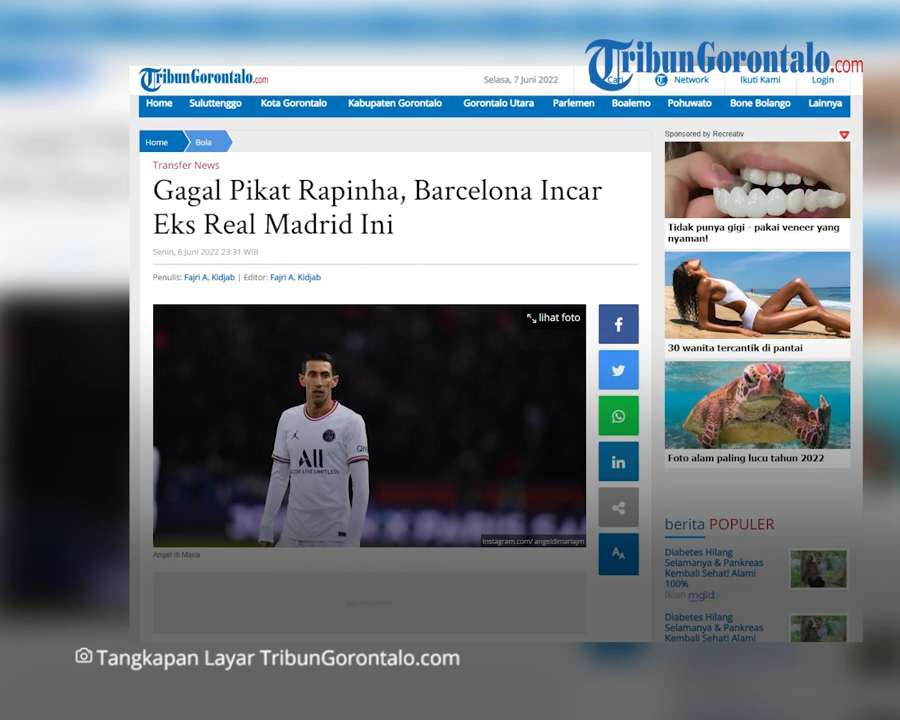 TribunGorontalo.com
TribunGorontalo.com
Selasa, 7 Juni 2022
Cari
Network
Ikuti Kami
Login
Home Suluttenggo Kota Gorontalo Kabupaten Gorontalo Gorontalo Utara Parlemen Boalemo Pohuwato Bone Bolango Lainnya
Home Bola
Transfer News
Gagal Pikat Rapinha, Barcelona Incar
Eks Real Madrid Ini
Senin, 6 Juni 2022 23:31 WIB
Penulis: Fajri A. Kidjab | Editor: Fajri A. Kidjab
lihat foto
All
ACCOR LIVE LIMITLESS
Instagram.com/ angeldimariajm
Angel di Maria
ADVERTISEMENT
Sponsored by Recreativ
Tidak punya gigi - pakai veneer yang
nyaman!
30 wanita tercantik di pantai
Foto alam paling lucu tahun 2022
berita POPULER
Diabetes Hilang
Selamanya & Pankreas
Kembali Sehat! Alami
100%
Iklan mgid
Diabetes Hilang
Selamanya & Pankreas
Kembali Sehat! Alami
Tangkapan Layar TribunGorontalo.com